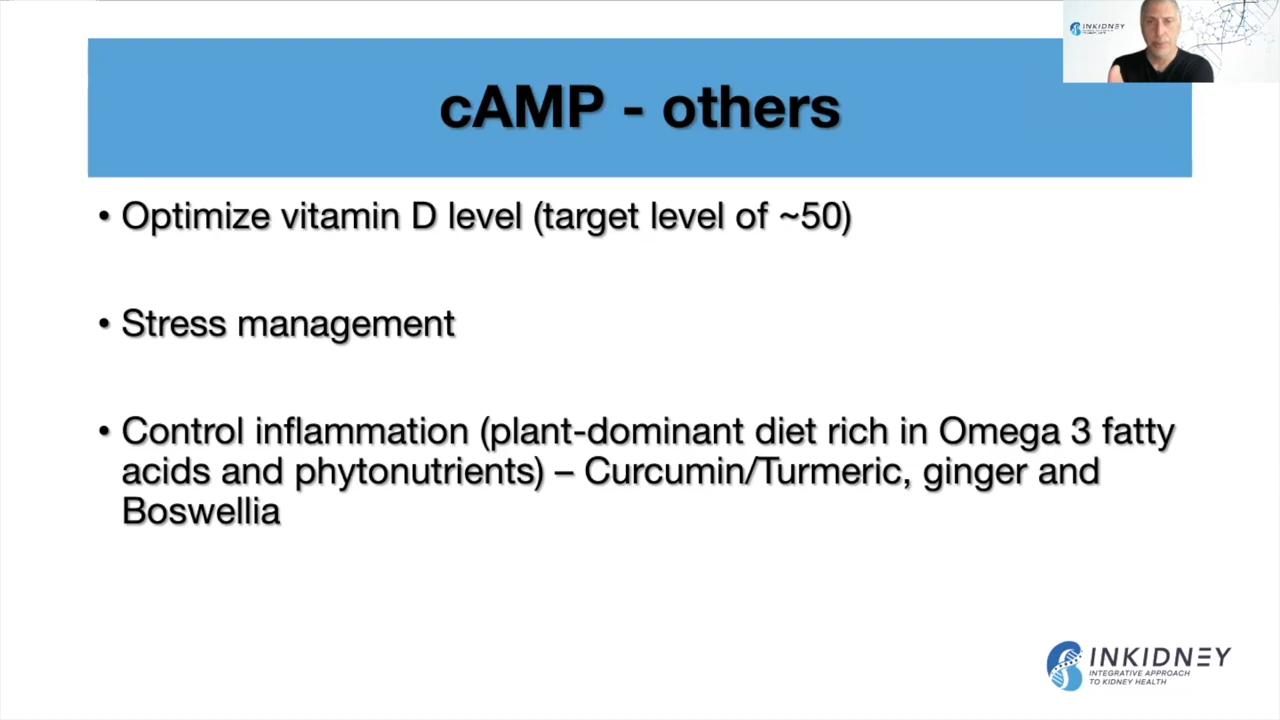 INKIDNEY
cAMP - others
• Optimize vitamin D level (target level of ~50)
• Stress management
• Control inflammation (plant-dominant diet rich in Omega 3 fatty
acids and phytonutrients) – Curcumin/Turmeric, ginger and
Boswellia
INKIDNEY
INTEGRATIVE APPROACH
TO KIDNEY HEALTH